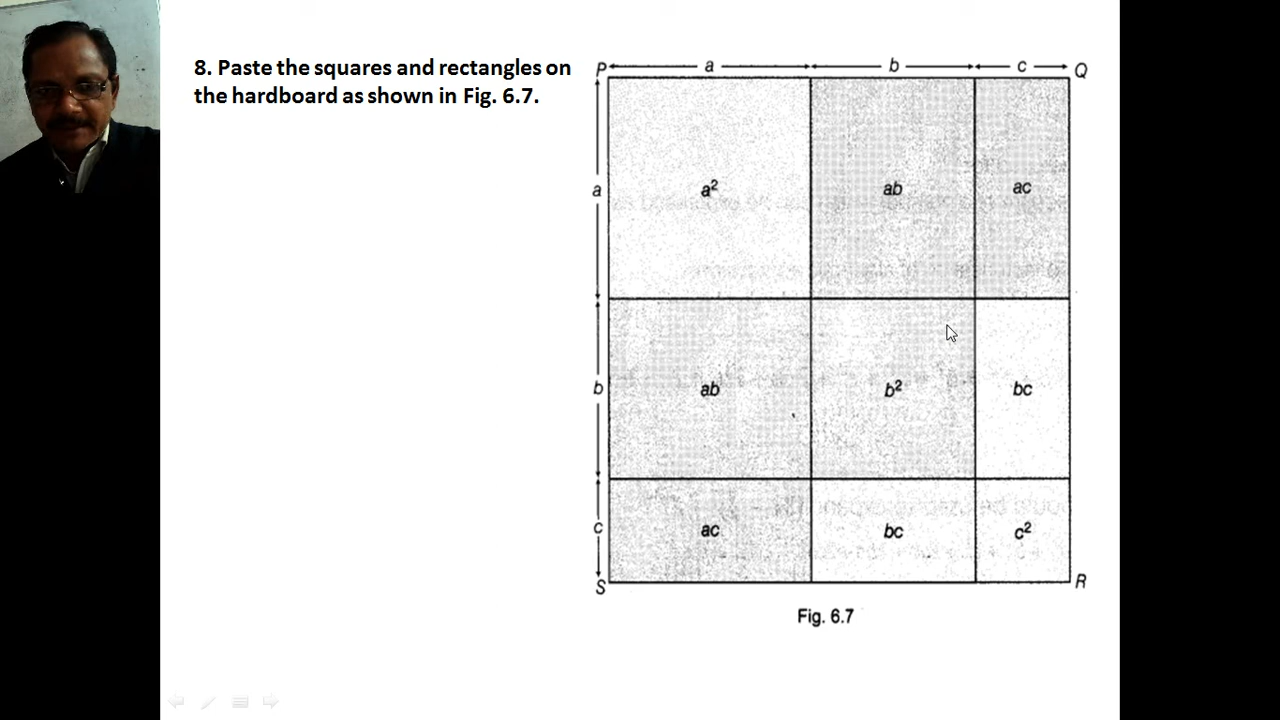 8. Paste the squares and rectangles on
the hardboard as shown in Fig. 6.7.
P a b c Q
a a² ab ac
b ab b² bc
c ac bc c²
S R
Fig. 6.7